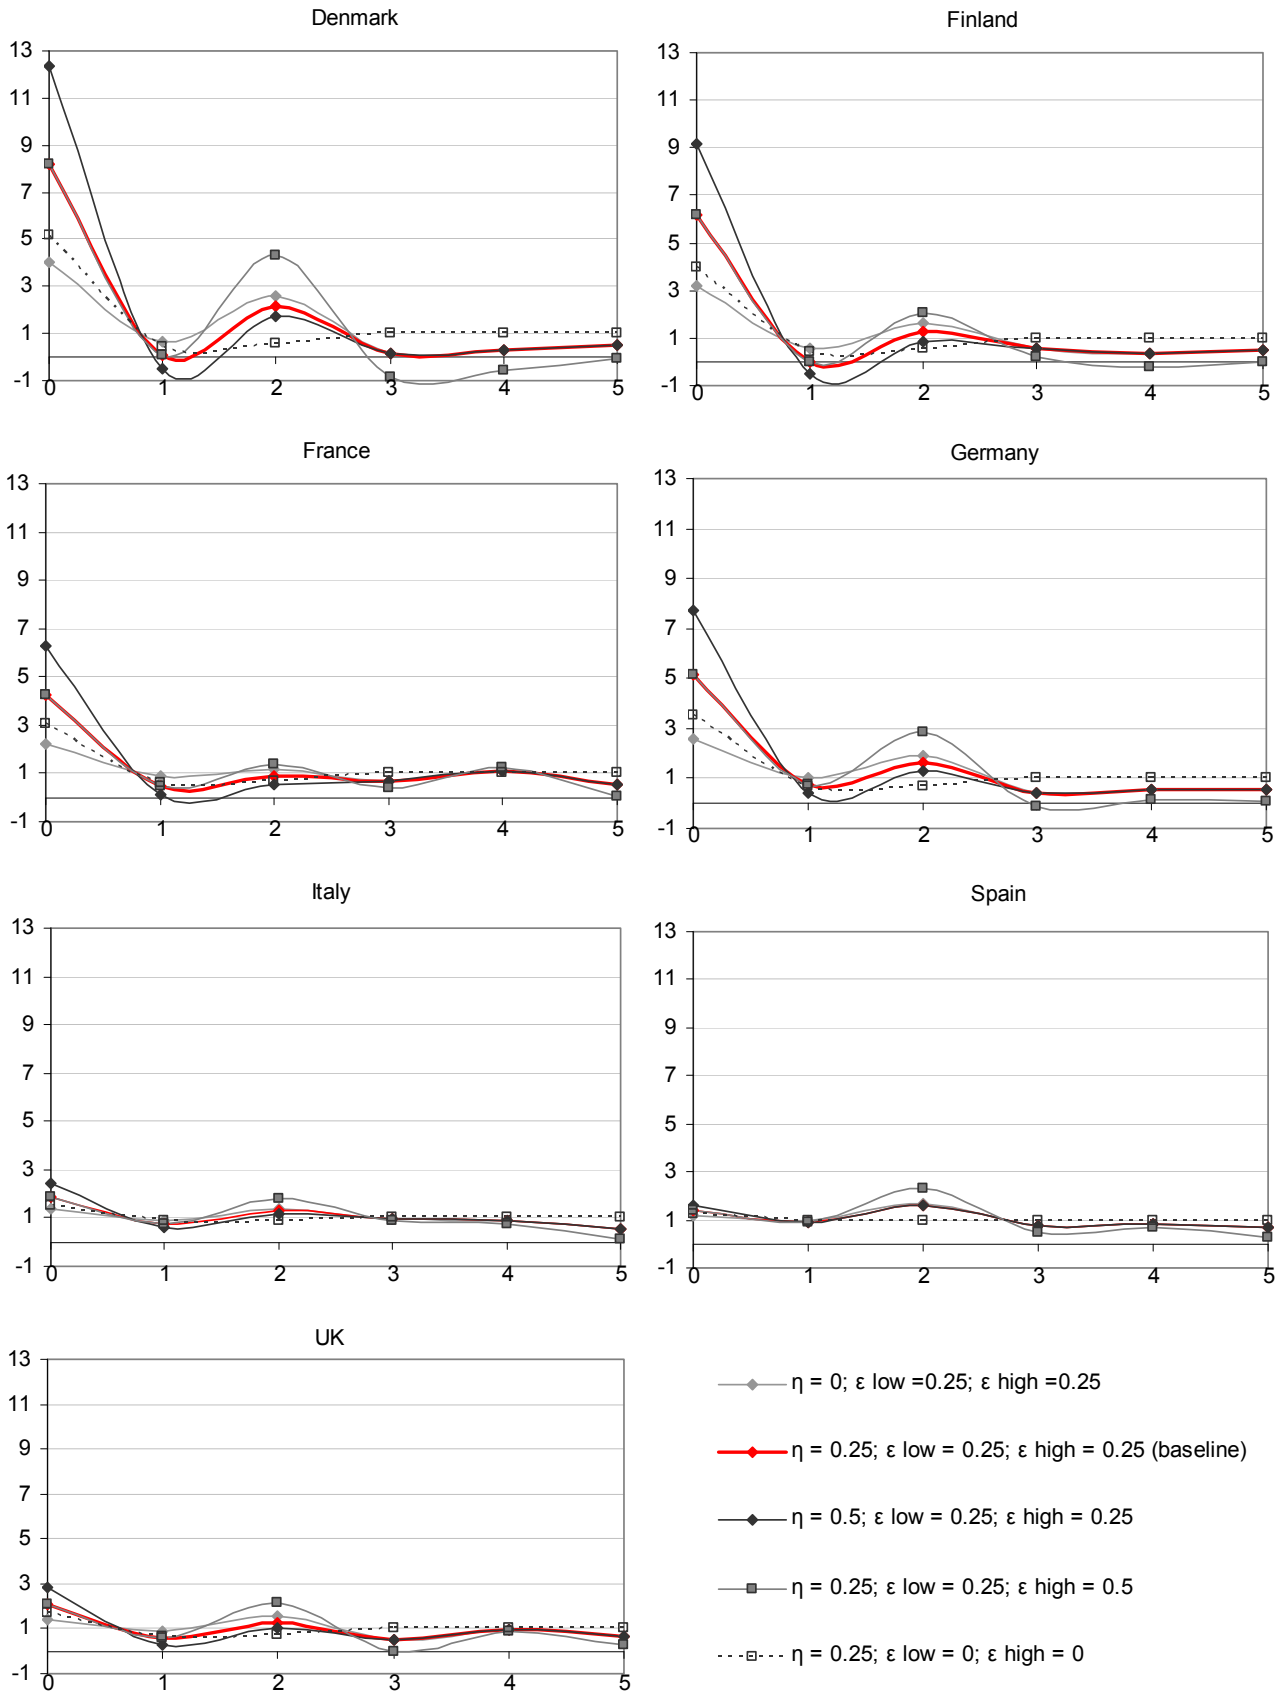 Denmark
13
11
9
7
5
3
1
-1
0 1 2 3 4 5
Finland
13
11
9
7
5
3
1
-1
0 1 2 3 4 5
France
13
11
9
7
5
3
1
-1
0 1 2 3 4 5
Germany
13
11
9
7
5
3
1
-1
0 1 2 3 4 5
Italy
13
11
9
7
5
3
1
-1
0 1 2 3 4 5
Spain
13
11
9
7
5
3
1
-1
0 1 2 3 4 5
UK
13
11
9
7
5
3
1
-1
0 1 2 3 4 5
η = 0; ε low =0.25; ε high =0.25
η = 0.25; ε low = 0.25; ε high = 0.25 (baseline)
η = 0.5; ε low = 0.25; ε high = 0.25
η = 0.25; ε low = 0.25; ε high = 0.5
η = 0.25; ε low = 0; ε high = 0